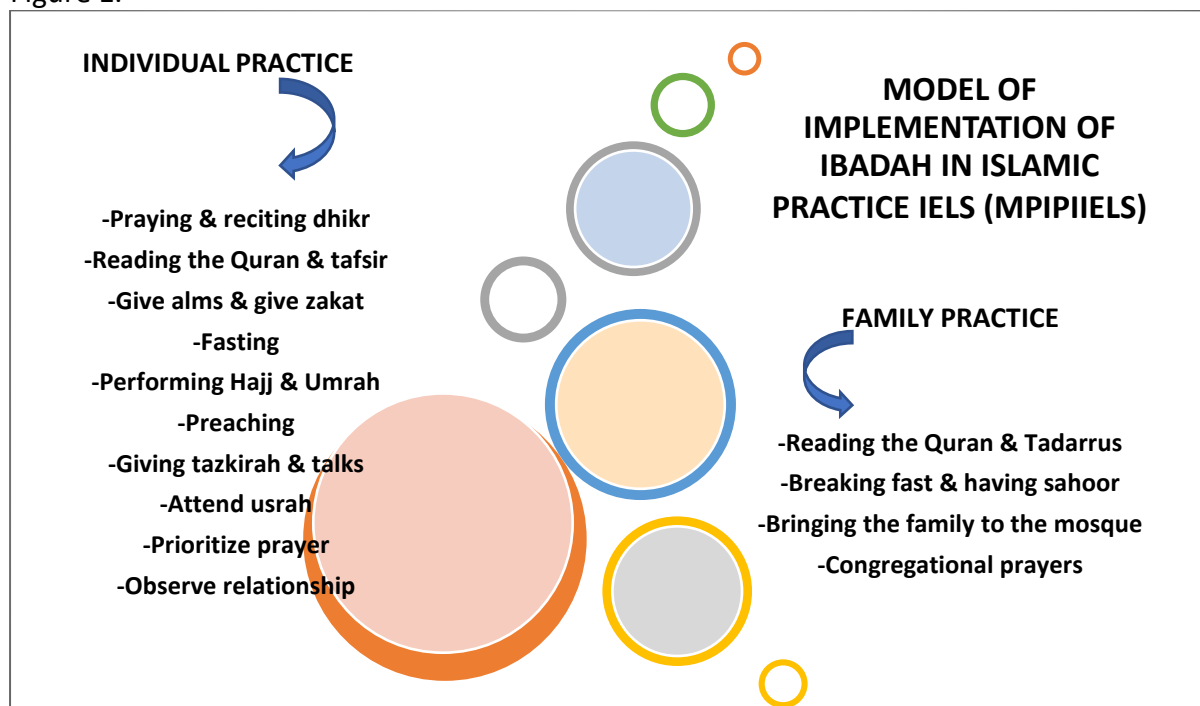 INDIVIDUAL PRACTICE
-Praying & reciting dhikr
-Reading the Quran & tafsir
-Give alms & give zakat
-Fasting
-Performing Hajj & Umrah
-Preaching
-Giving tazkirah & talks
-Attend usrah
-Prioritize prayer
-Observe relationship
MODEL OF
IMPLEMENTATION OF
IBADAH IN ISLAMIC
PRACTICE IELS (MPIPIIELS)
FAMILY PRACTICE
-Reading the Quran & Tadarrus
-Breaking fast & having sahoor
-Bringing the family to the mosque
-Congregational prayers